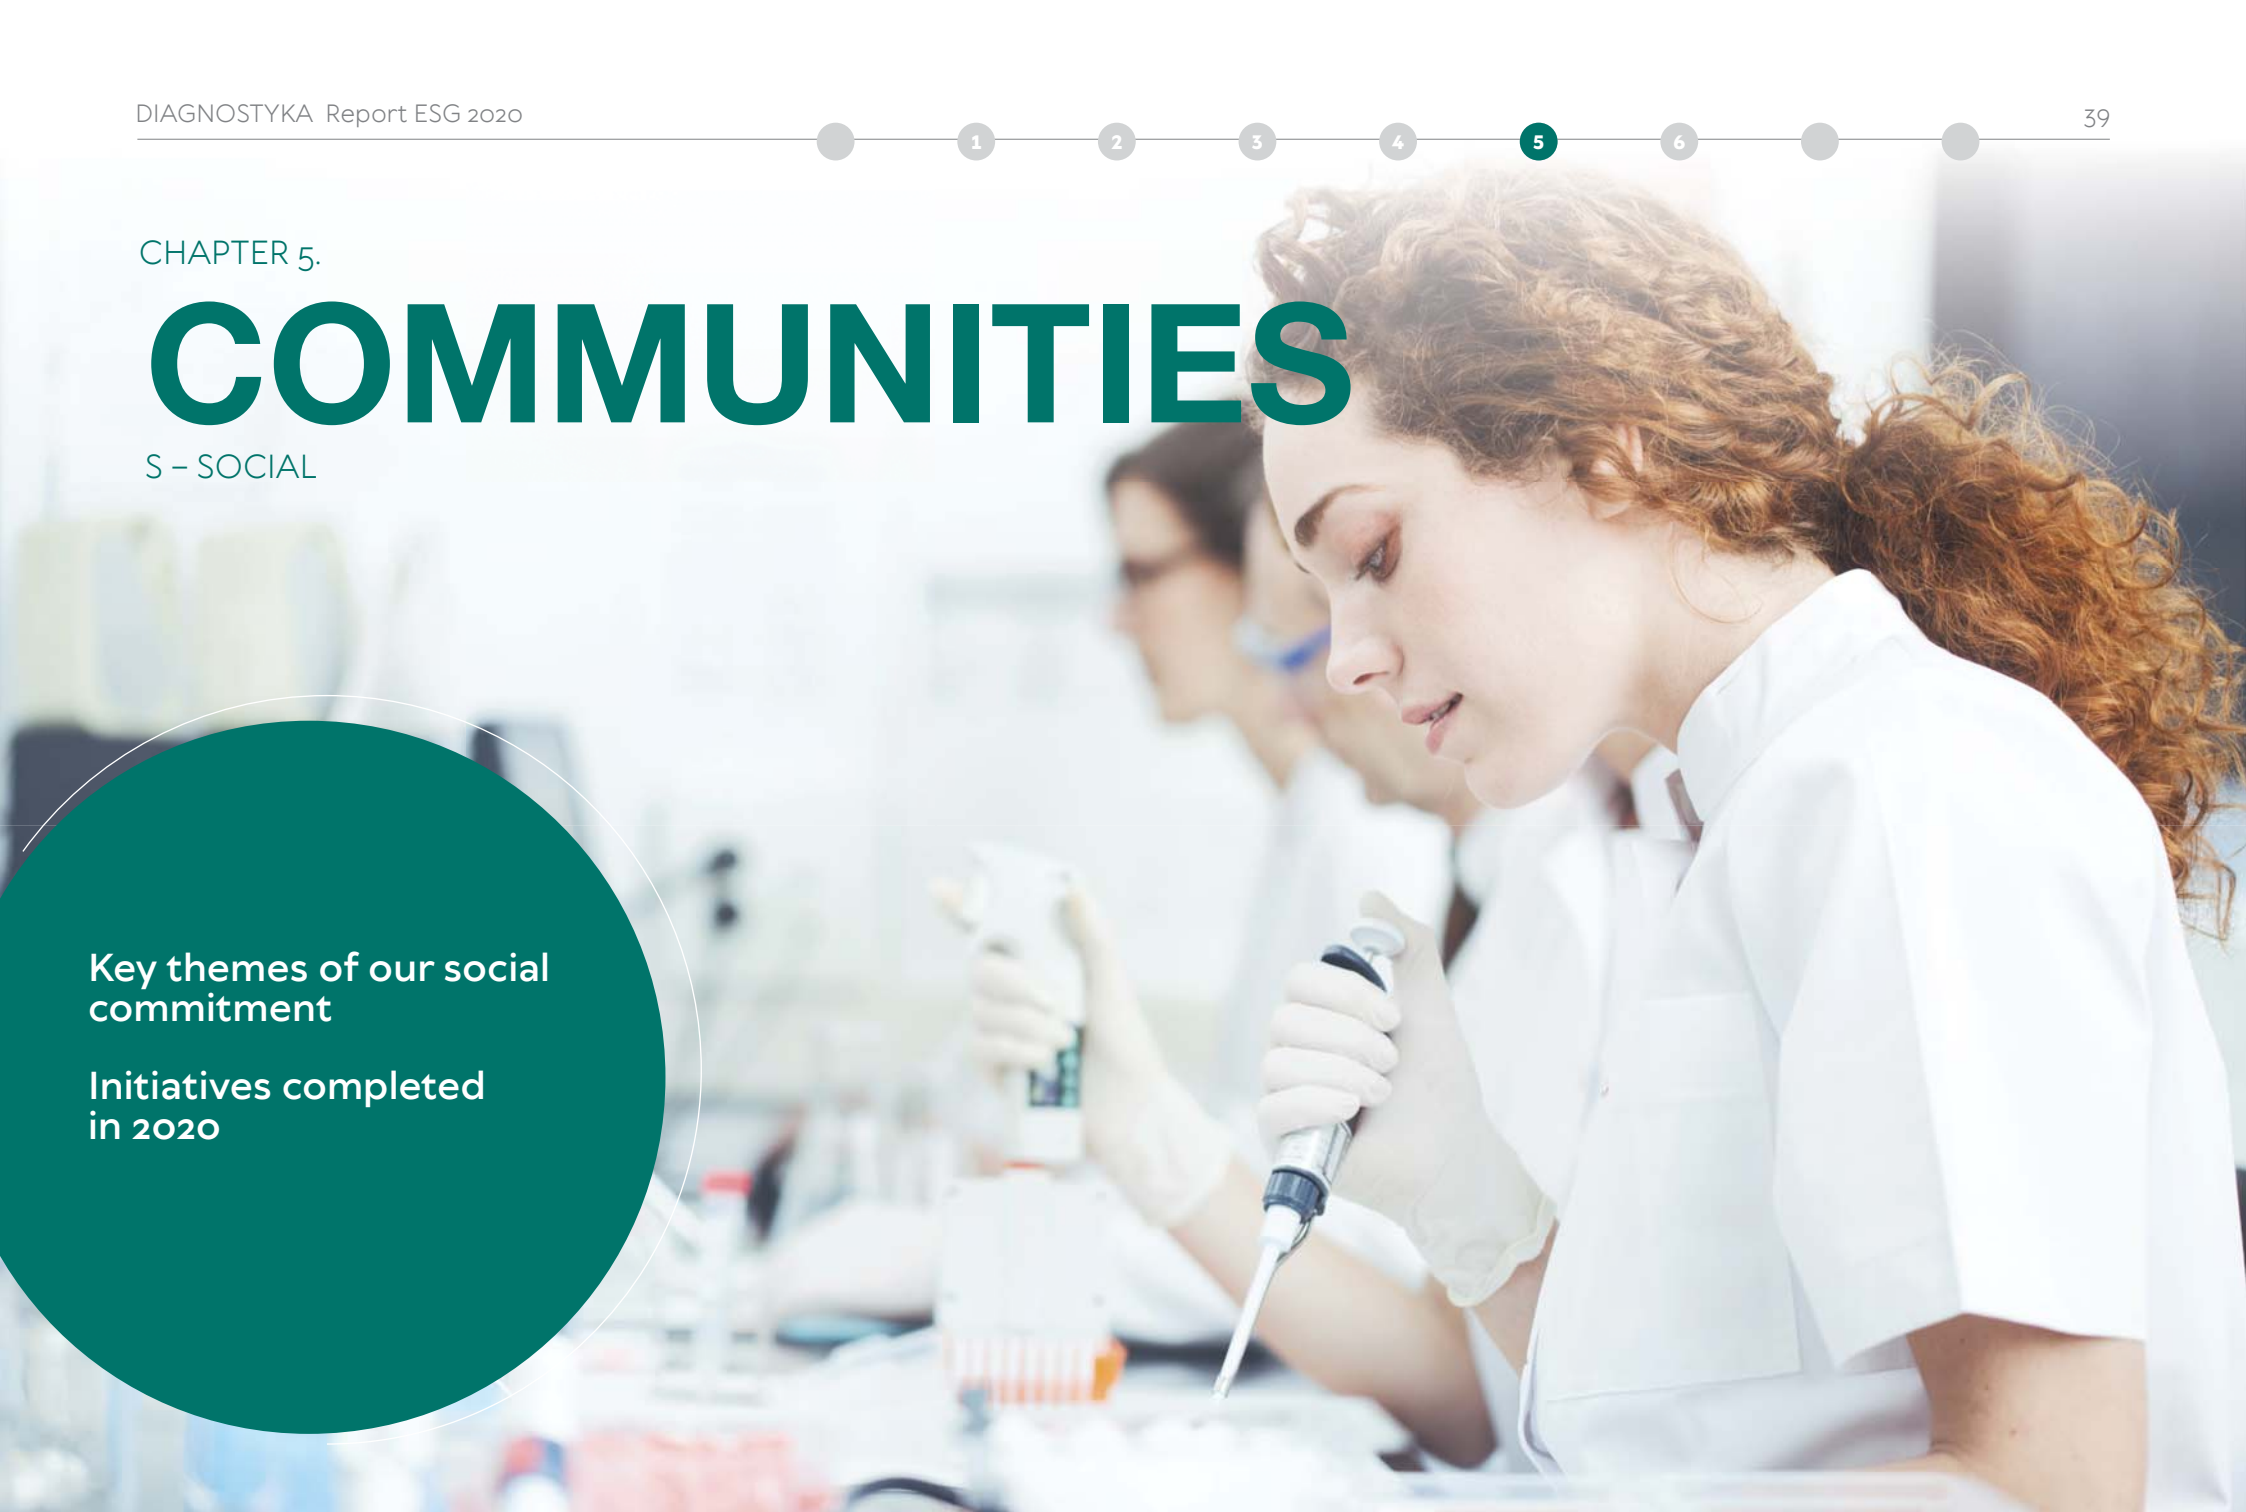 DIAGNOSTYKA Report ESG 2020
1 2 3 4 5 6
39
CHAPTER 5.
COMMUNITIES
S – SOCIAL
Key themes of our social
commitment
Initiatives completed
in 2020